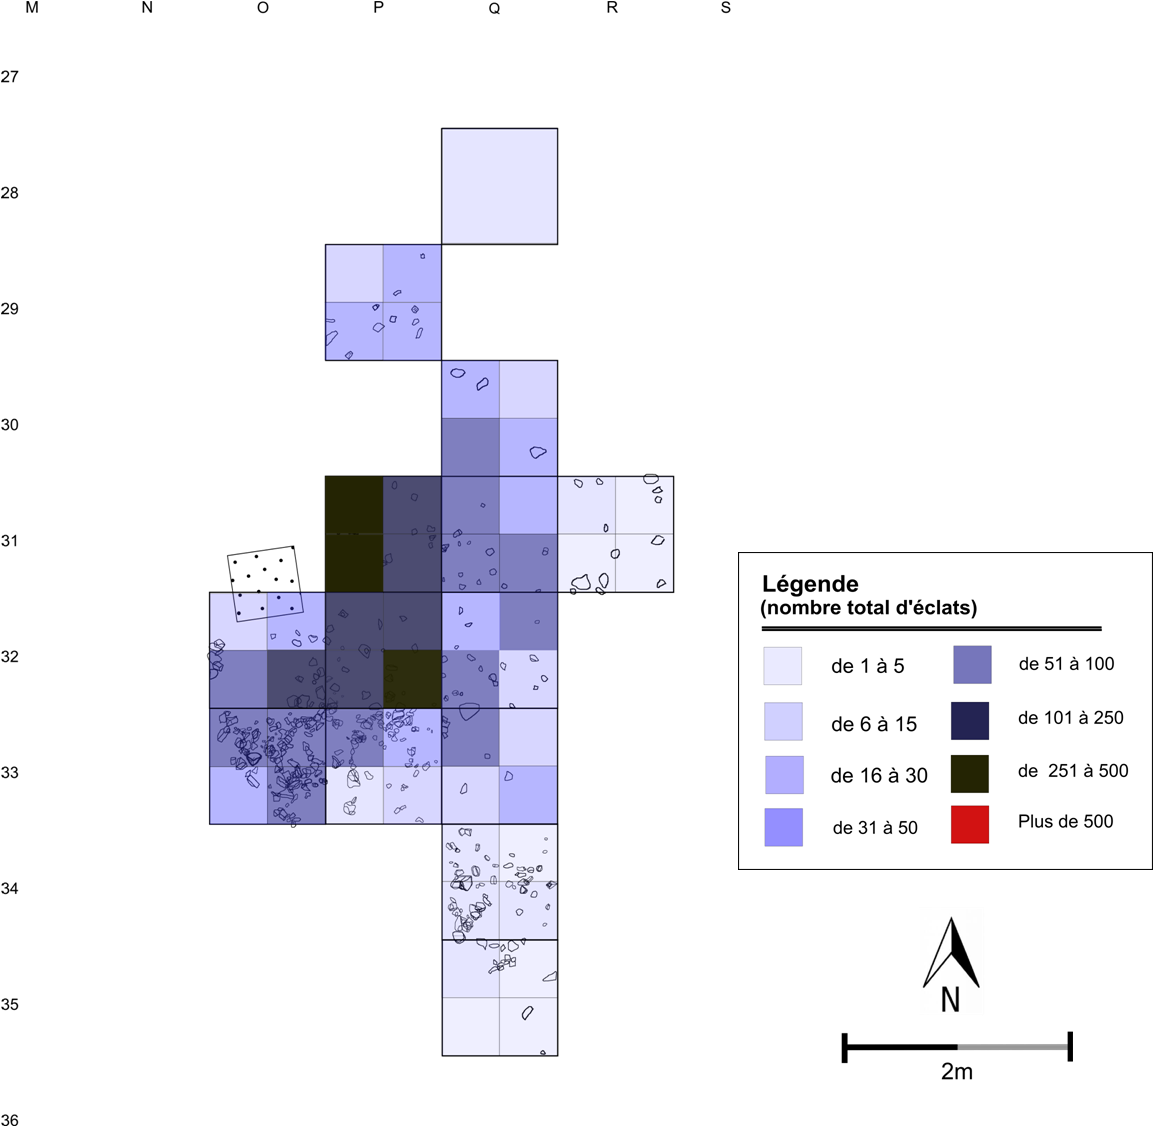 M N O P Q R S
27
28
29
30
31
32
33
34
35
36
Légende
(nombre total d'éclats)
de 1 à 5
de 6 à 15
de 16 à 30
de 31 à 50
de 51 à 100
de 101 à 250
de 251 à 500
Plus de 500
N
2m